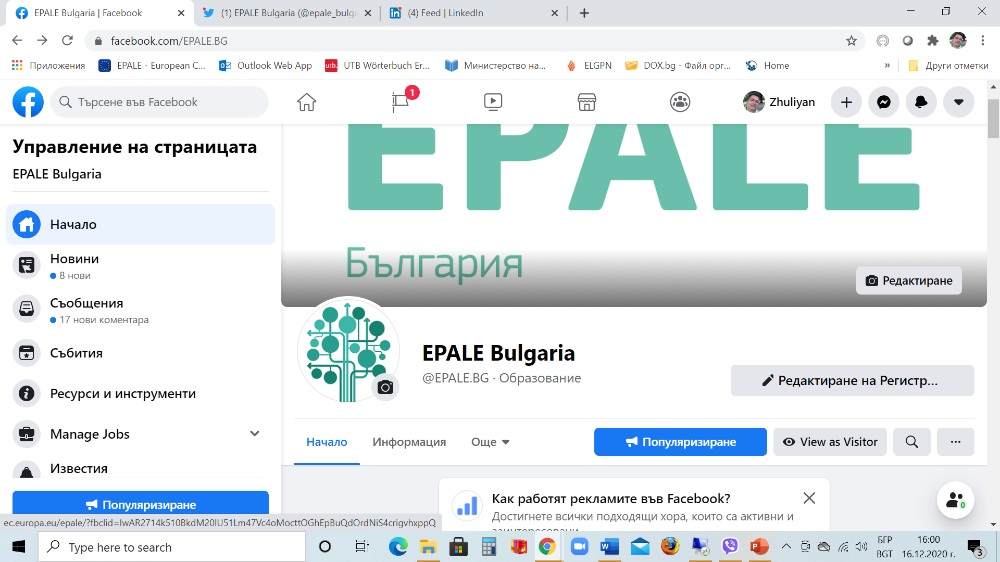 EPALE Bulgaria | Facebook
(1) EPALE Bulgaria (@epale_bulga
(4) Feed | LinkedIn
facebook.com/EPALE.BG
Приложения
EPALE - European C...
Outlook Web App
utb.
UTB Wörterbuch Er...
Министерство на...
ELGPN
DOX.bg - Файл орг...
Home
»
Други отметки
Търсене във Facebook
1
Zhuliyan
Управление на страницата
EPALE Bulgaria
Начало
Новини
8 нови
Съобщения
17 нови коментара
Събития
Ресурси и инструменти
Manage Jobs
Известия
Популяризиране
EPALE
България
Редактиране
EPALE Bulgaria
@EPALE.BG · Образование
Редактиране на Регистр...
Начало
Информация
Още
Популяризиране
View as Visitor
Как работят рекламите във Facebook?
Достигнете всички подходящи хора, които са активни и
заинтересовани
0
ec.europa.eu/epale/?fbclid=IwAR2714k510BkdM20lU51Lm47Vc4oMocttOGhEpBuQdOrdNiS4crigvhxppQ
Type here to search
БГР
BGT
16:00
16.12.2020 г.
3